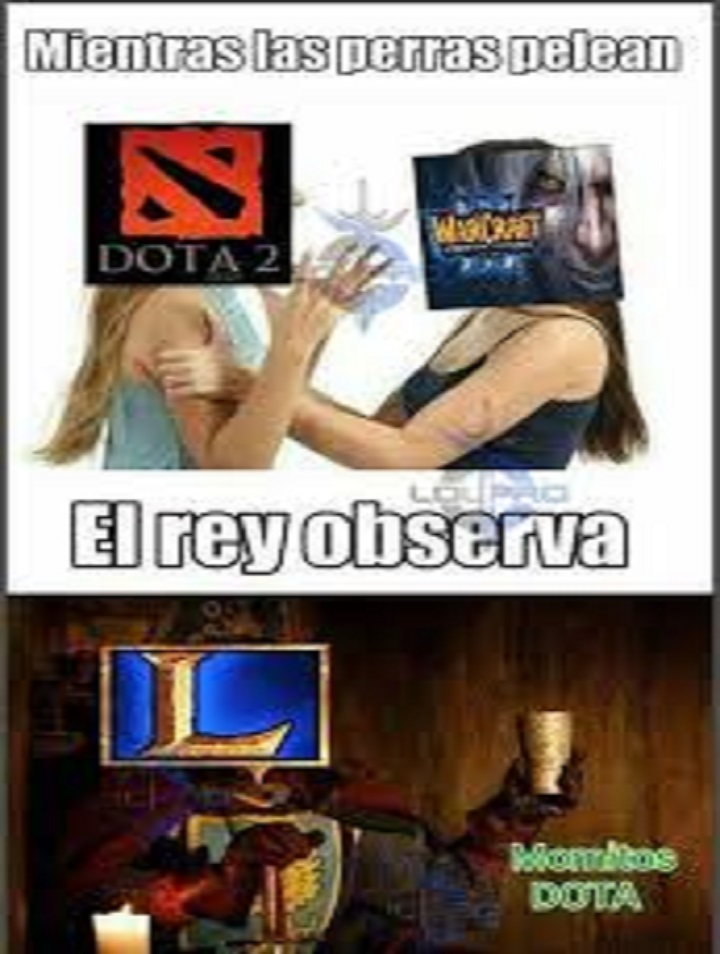 Mientras las perras pelean
DOTA 2
WARCRAFT
LOLPRO
El rey observa
L
Momitos
DOTA